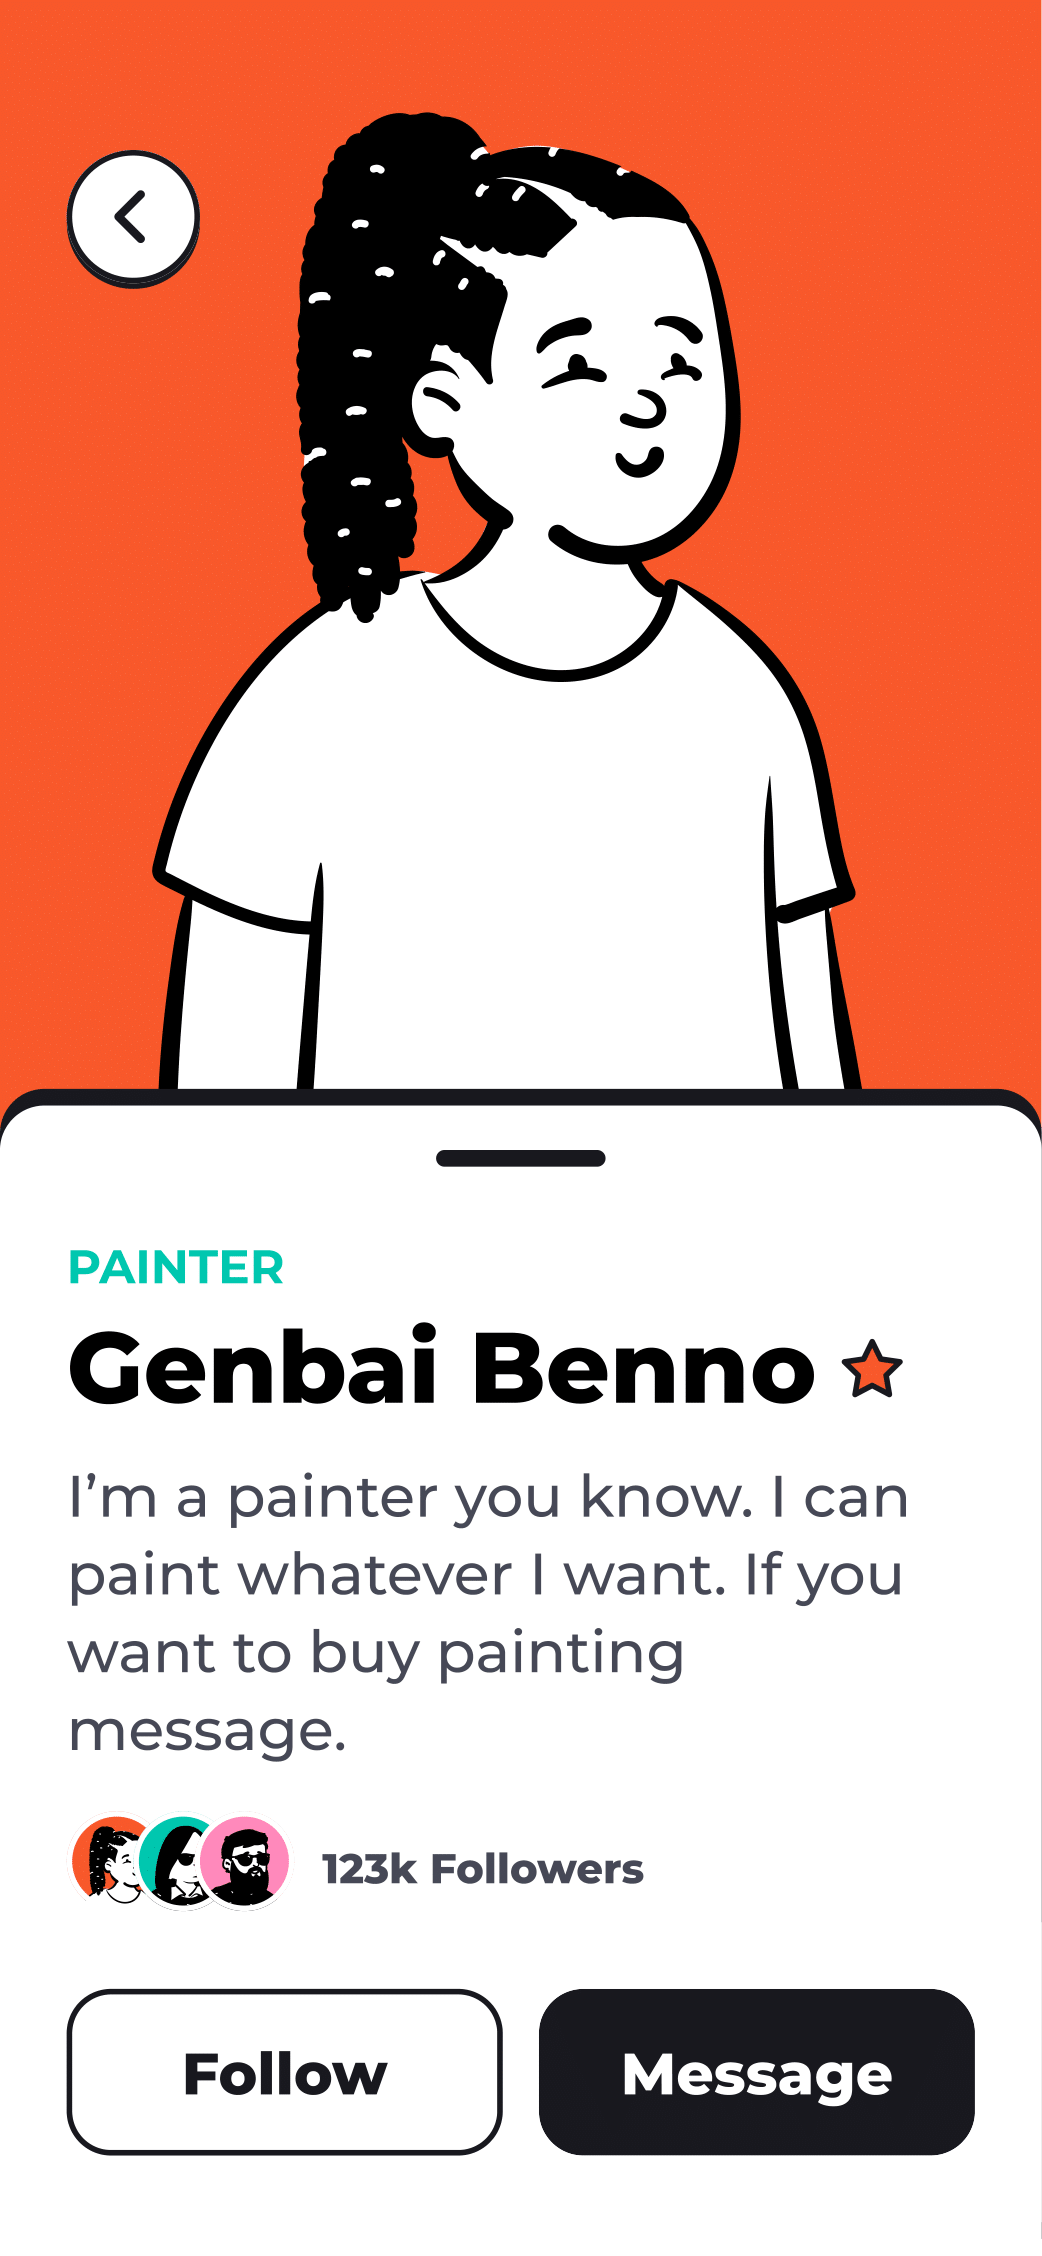 PAINTER
Genbai Benno
I’m a painter you know. I can
paint whatever I want. If you
want to buy painting
message.
123k Followers
Follow
Message